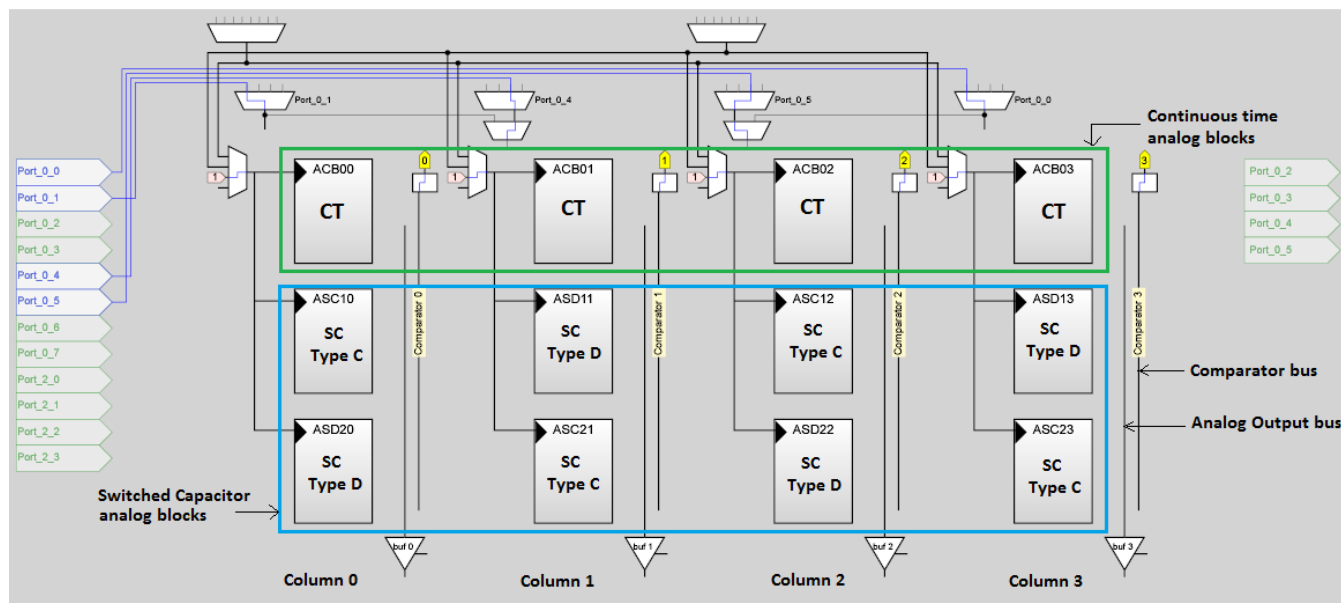 Port_0_1
Port_0_4
Port_0_5
Port_0_0
Continuous time
analog blocks
Port_0_0
Port_0_1
Port_0_2
Port_0_3
Port_0_4
Port_0_5
Port_0_6
Port_0_7
Port_2_0
Port_2_1
Port_2_2
Port_2_3
1
ACB00
CT
0
1
ACB01
CT
1
1
ACB02
CT
2
1
ACB03
CT
3
Port_0_2
Port_0_3
Port_0_4
Port_0_5
ASC10
SC
Type C
Comparator 0
ASD11
SC
Type D
Comparator 1
ASC12
SC
Type C
Comparator 2
ASD13
SC
Type D
Comparator 3
Comparator bus
Analog Output bus
ASD20
SC
Type D
ASC21
SC
Type C
ASD22
SC
Type D
ASC23
SC
Type C
Switched Capacitor
analog blocks
buf 0
buf 1
buf 2
buf 3
Column 0
Column 1
Column 2
Column 3